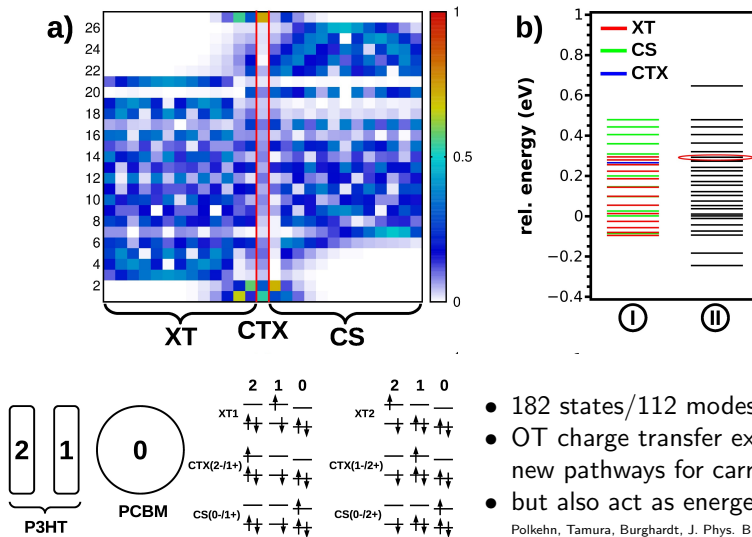 a)
26
24
22
20
18
16
14
12
10
8
6
4
2
1
0.5
0
XT
CTX
CS
b)
rel. energy (eV)
1
0.8
0.6
0.4
0.2
0
−0.2
−0.4
XT
CS
CTX
I
II
2 1 0
P3HT
PCBM
2 1 0
XT1
CTX(2-/1+)
CS(0-/1+)
2 1 0
XT2
CTX(1-/2+)
CS(0-/2+)
• 182 states/112 modes
• OT charge transfer ex
new pathways for carr
• but also act as energe
Polkehn, Tamura, Burghardt, J. Phys. B